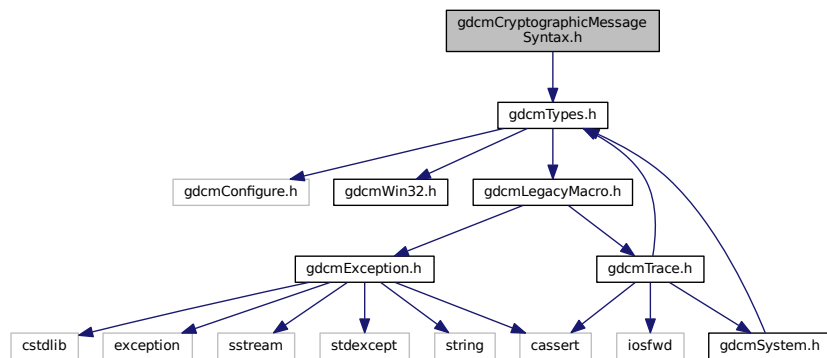 gdcmCryptographicMessage
Syntax.h
gdcmTypes.h
gdcmConfigure.h
gdcmWin32.h
gdcmLegacyMacro.h
gdcmException.h
gdcmTrace.h
cstdlib
exception
sstream
stdexcept
string
cassert
iosfwd
gdcmSystem.h